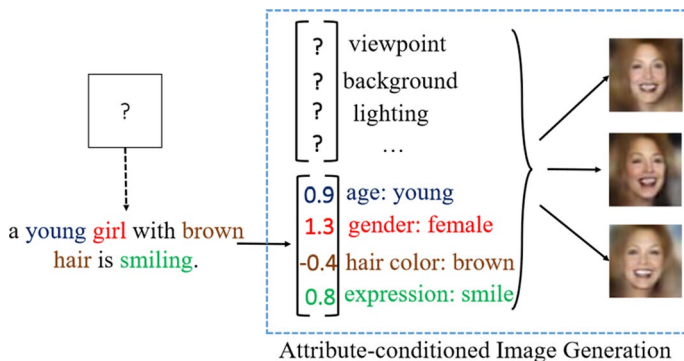 ?
a young girl with brown
hair is smiling.
? viewpoint
? background
? lighting
? ...
0.9 age: young
1.3 gender: female
-0.4 hair color: brown
0.8 expression: smile
Attribute-conditioned Image Generation